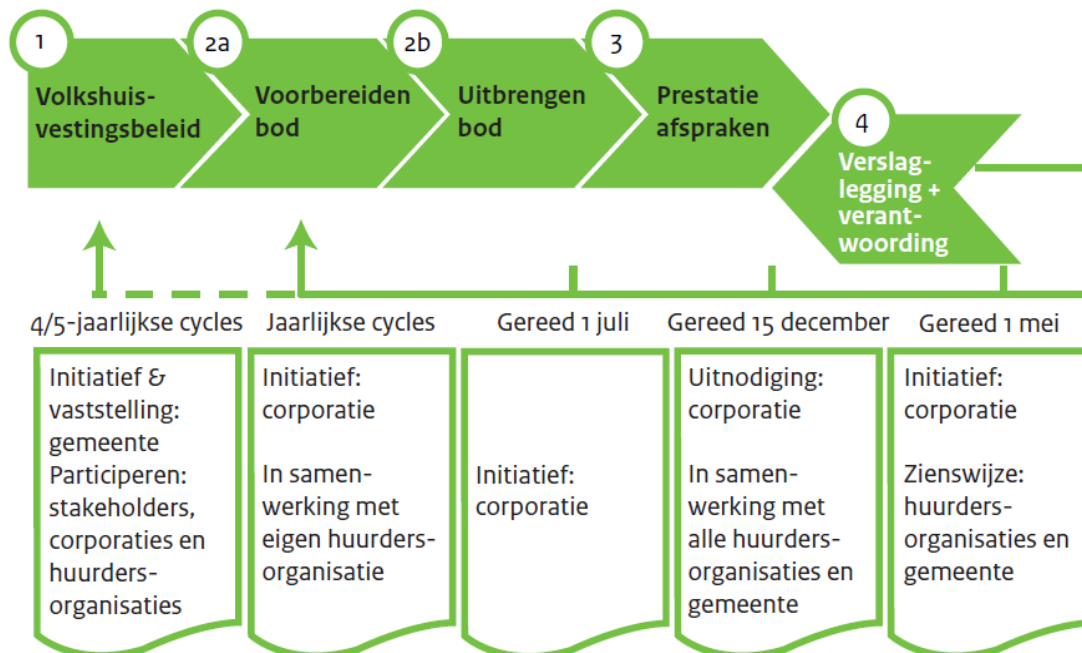 1
Volkshuis-
vestingsbeleid
2a
Voorbereiden
bod
2b
Uitbrengen
bod
3
Prestatie
afspraken
4
Verslag-
legging +
verant-
woording
4/5-jaarlijkse cycles
Jaarlijkse cycles
Gereed 1 juli
Gereed 15 december
Gereed 1 mei
Initiatief &
vaststelling:
gemeente
Participeren:
stakeholders,
corporaties en
huurders-
organisaties
Initiatief:
corporatie
In samen-
werking met
eigen huurders-
organisatie
Initiatief:
corporatie
Uitnodiging:
corporatie
In samen-
werking met
alle huurders-
organisaties en
gemeente
Initiatief:
corporatie
Zienswijze:
huurders-
organisaties en
gemeente